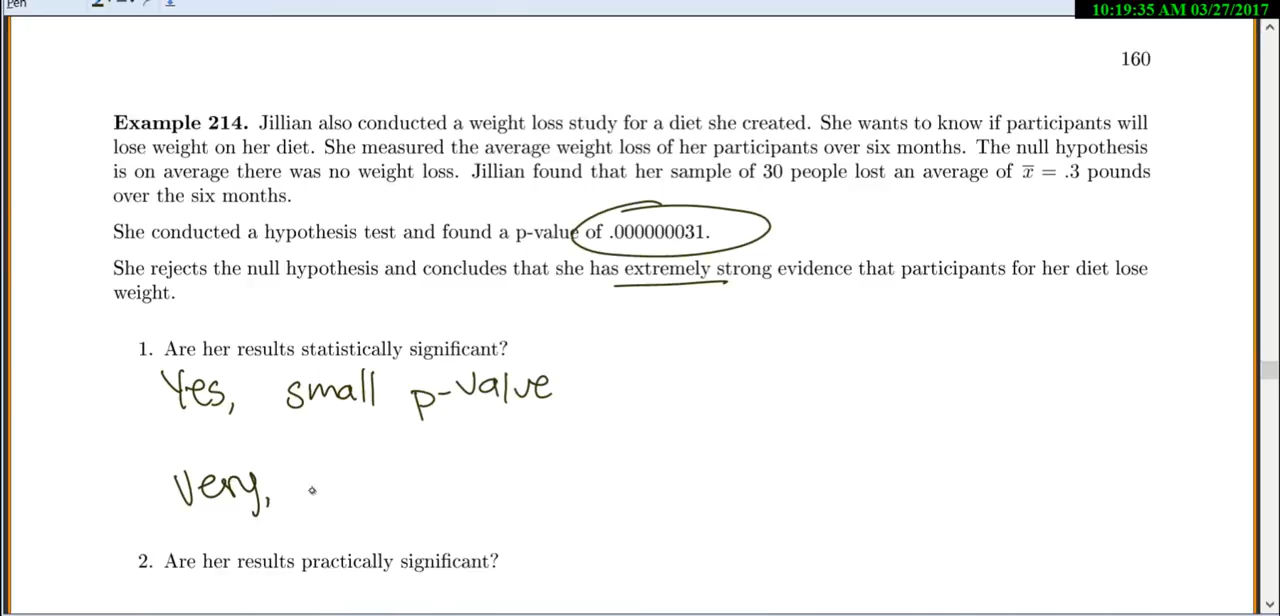 Pen
10:19:35 AM 03/27/2017
160
Example 214. Jillian also conducted a weight loss study for a diet she created. She wants to know if participants will
lose weight on her diet. She measured the average weight loss of her participants over six months. The null hypothesis
is on average there was no weight loss. Jillian found that her sample of 30 people lost an average of x̅ = .3 pounds
over the six months.
She conducted a hypothesis test and found a p-value of .000000031.
She rejects the null hypothesis and concludes that she has extremely strong evidence that participants for her diet lose
weight.
1. Are her results statistically significant?
Yes, small p-value
Very,
2. Are her results practically significant?